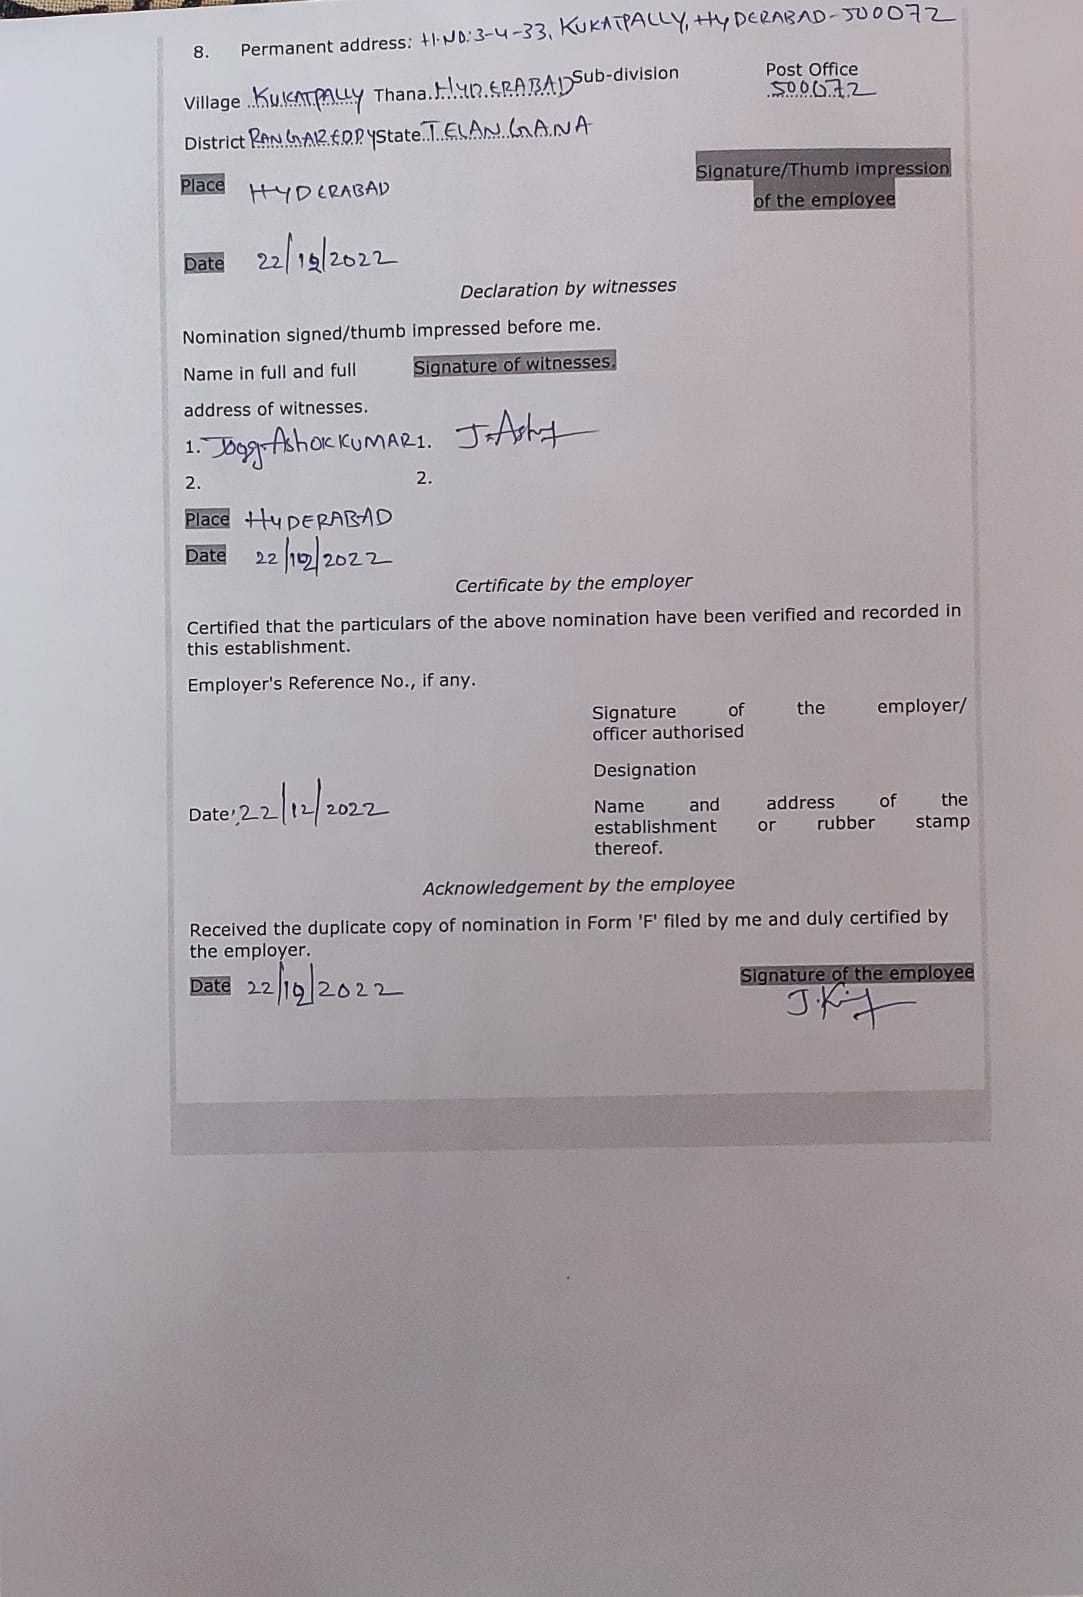 8. Permanent address: H.NO:3-4-33, KUKATPALLY, HYDERABAD-500072
Village ..KUKATPALLY Thana..HYDERABAD Sub-division
Post Office
500072
District RANGAREDDY State..TELANGANA
Place HYDERABAD
Signature/Thumb impression
of the employee
Date 22/12/2022
Declaration by witnesses
Nomination signed/thumb impressed before me.
Name in full and full Signature of witnesses.
address of witnesses.
1. Jogg ASHOK KUMAR 1. J.Ashok
2. 2.
Place HYDERABAD
Date 22/12/2022
Certificate by the employer
Certified that the particulars of the above nomination have been verified and recorded in
this establishment.
Employer's Reference No., if any.
Signature of the employer/
officer authorised
Designation
Date: 22/12/2022
Name and address of the
establishment or rubber stamp
thereof.
Acknowledgement by the employee
Received the duplicate copy of nomination in Form 'F' filed by me and duly certified by
the employer.
Date 22/12/2022
Signature of the employee